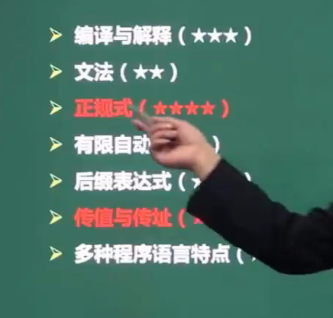 编译与解释（★★★）
文法（★★）
正规式（★★★★）
有限自动 ）
后缀表达式（★
传值与传址（
多种程序语言特点（